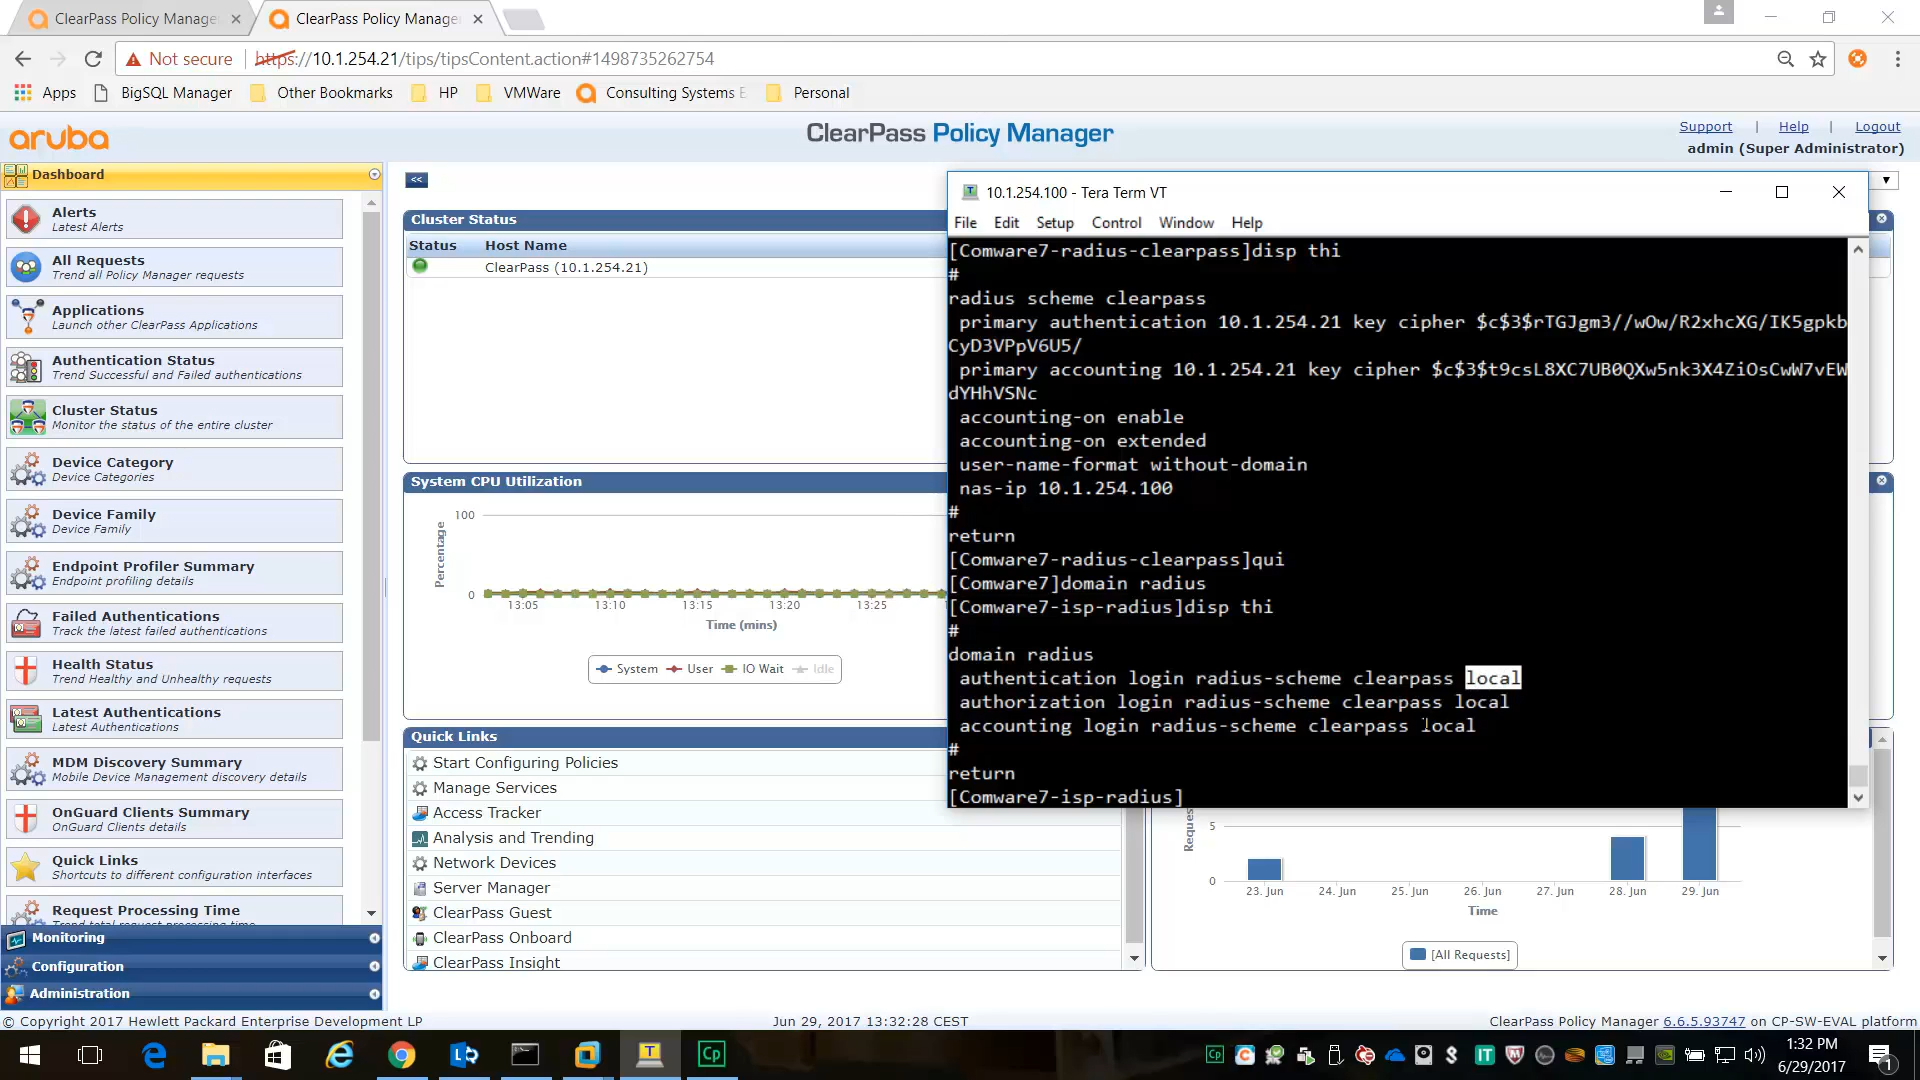 ClearPass Policy Manage
ClearPass Policy Manage
Not secure
https://10.1.254.21/tips/tipsContent.action#1498735262754
Apps
BigSQL Manager
Other Bookmarks
HP
VMWare
Consulting Systems E
Personal
aruba
ClearPass Policy Manager
Support | Help | Logout
admin (Super Administrator)
Dashboard
Alerts
Latest Alerts
All Requests
Trend all Policy Manager requests
Applications
Launch other ClearPass Applications
Authentication Status
Trend Successful and Failed authentications
Cluster Status
Monitor the status of the entire cluster
Device Category
Device Categories
Device Family
Device Family
Endpoint Profiler Summary
Endpoint profiling details
Failed Authentications
Track the latest failed authentications
Health Status
Trend Healthy and Unhealthy requests
Latest Authentications
Latest Authentications
MDM Discovery Summary
Mobile Device Management discovery details
OnGuard Clients Summary
OnGuard Clients details
Quick Links
Shortcuts to different configuration interfaces
Request Processing Time
Trend total request processing time
Monitoring
Configuration
Administration
<<
Cluster Status
Status Host Name
ClearPass (10.1.254.21)
System CPU Utilization
Percentage
100
0
13:05 13:10 13:15 13:20 13:25
Time (mins)
System User IO Wait Idle
Quick Links
Start Configuring Policies
Manage Services
Access Tracker
Analysis and Trending
Network Devices
Server Manager
ClearPass Guest
ClearPass Onboard
ClearPass Insight
10.1.254.100 - Tera Term VT
File Edit Setup Control Window Help
[Comware7-radius-clearpass]disp thi
#
radius scheme clearpass
primary authentication 10.1.254.21 key cipher $c$3$rTGJgm3//wOw/R2xhcXG/IK5gpkb
CyD3VPpV6U5/
primary accounting 10.1.254.21 key cipher $c$3$t9csL8XC7UB0QXw5nk3X4ZiOsCwW7vEW
dYHhVSNc
accounting-on enable
accounting-on extended
user-name-format without-domain
nas-ip 10.1.254.100
#
return
[Comware7-radius-clearpass]qui
[Comware7]domain radius
[Comware7-isp-radius]disp thi
#
domain radius
authentication login radius-scheme clearpass local
authorization login radius-scheme clearpass local
accounting login radius-scheme clearpass local
#
return
[Comware7-isp-radius]
Reques
5
0
23. Jun 24. Jun 25. Jun 26. Jun 27. Jun 28. Jun 29. Jun
Time
[All Requests]
© Copyright 2017 Hewlett Packard Enterprise Development LP
Jun 29, 2017 13:32:28 CEST
ClearPass Policy Manager 6.6.5.93747 on CP-SW-EVAL platform
Cp
Cp
IT
1:32 PM
6/29/2017
1